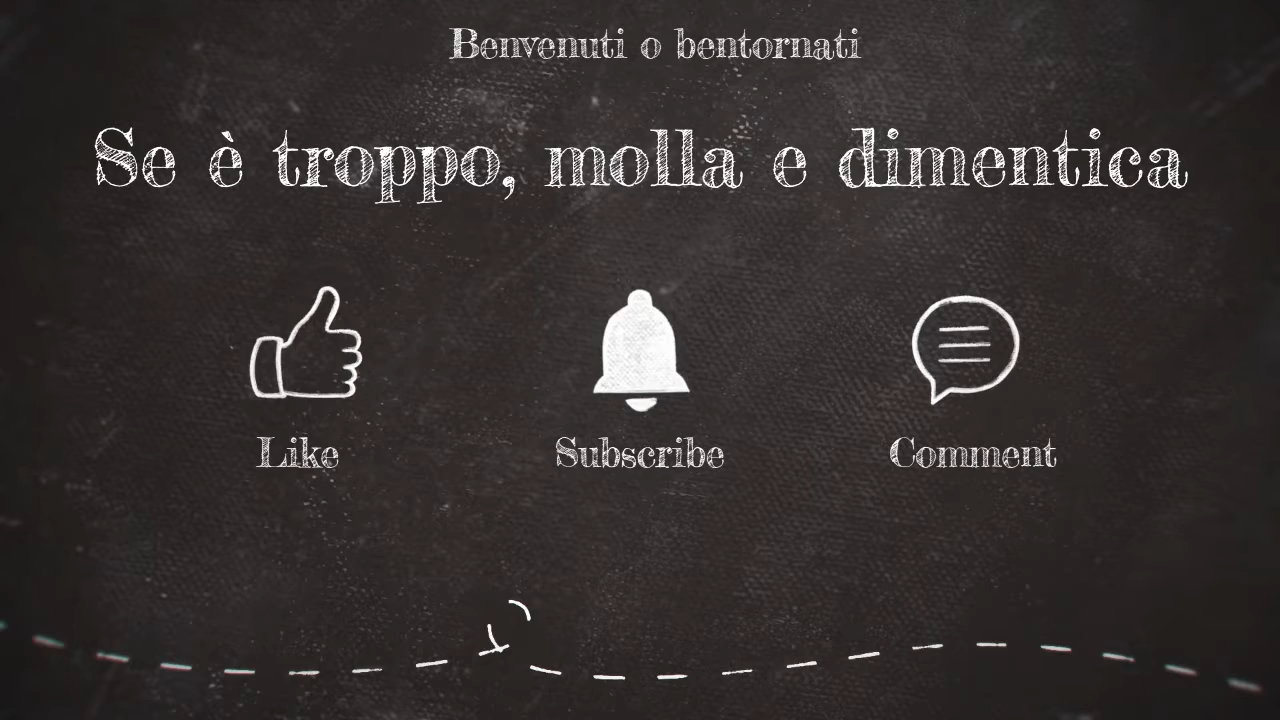 Benvenuti o bentornati
Se è troppo, molla e dimentica
Like
Subscribe
Comment